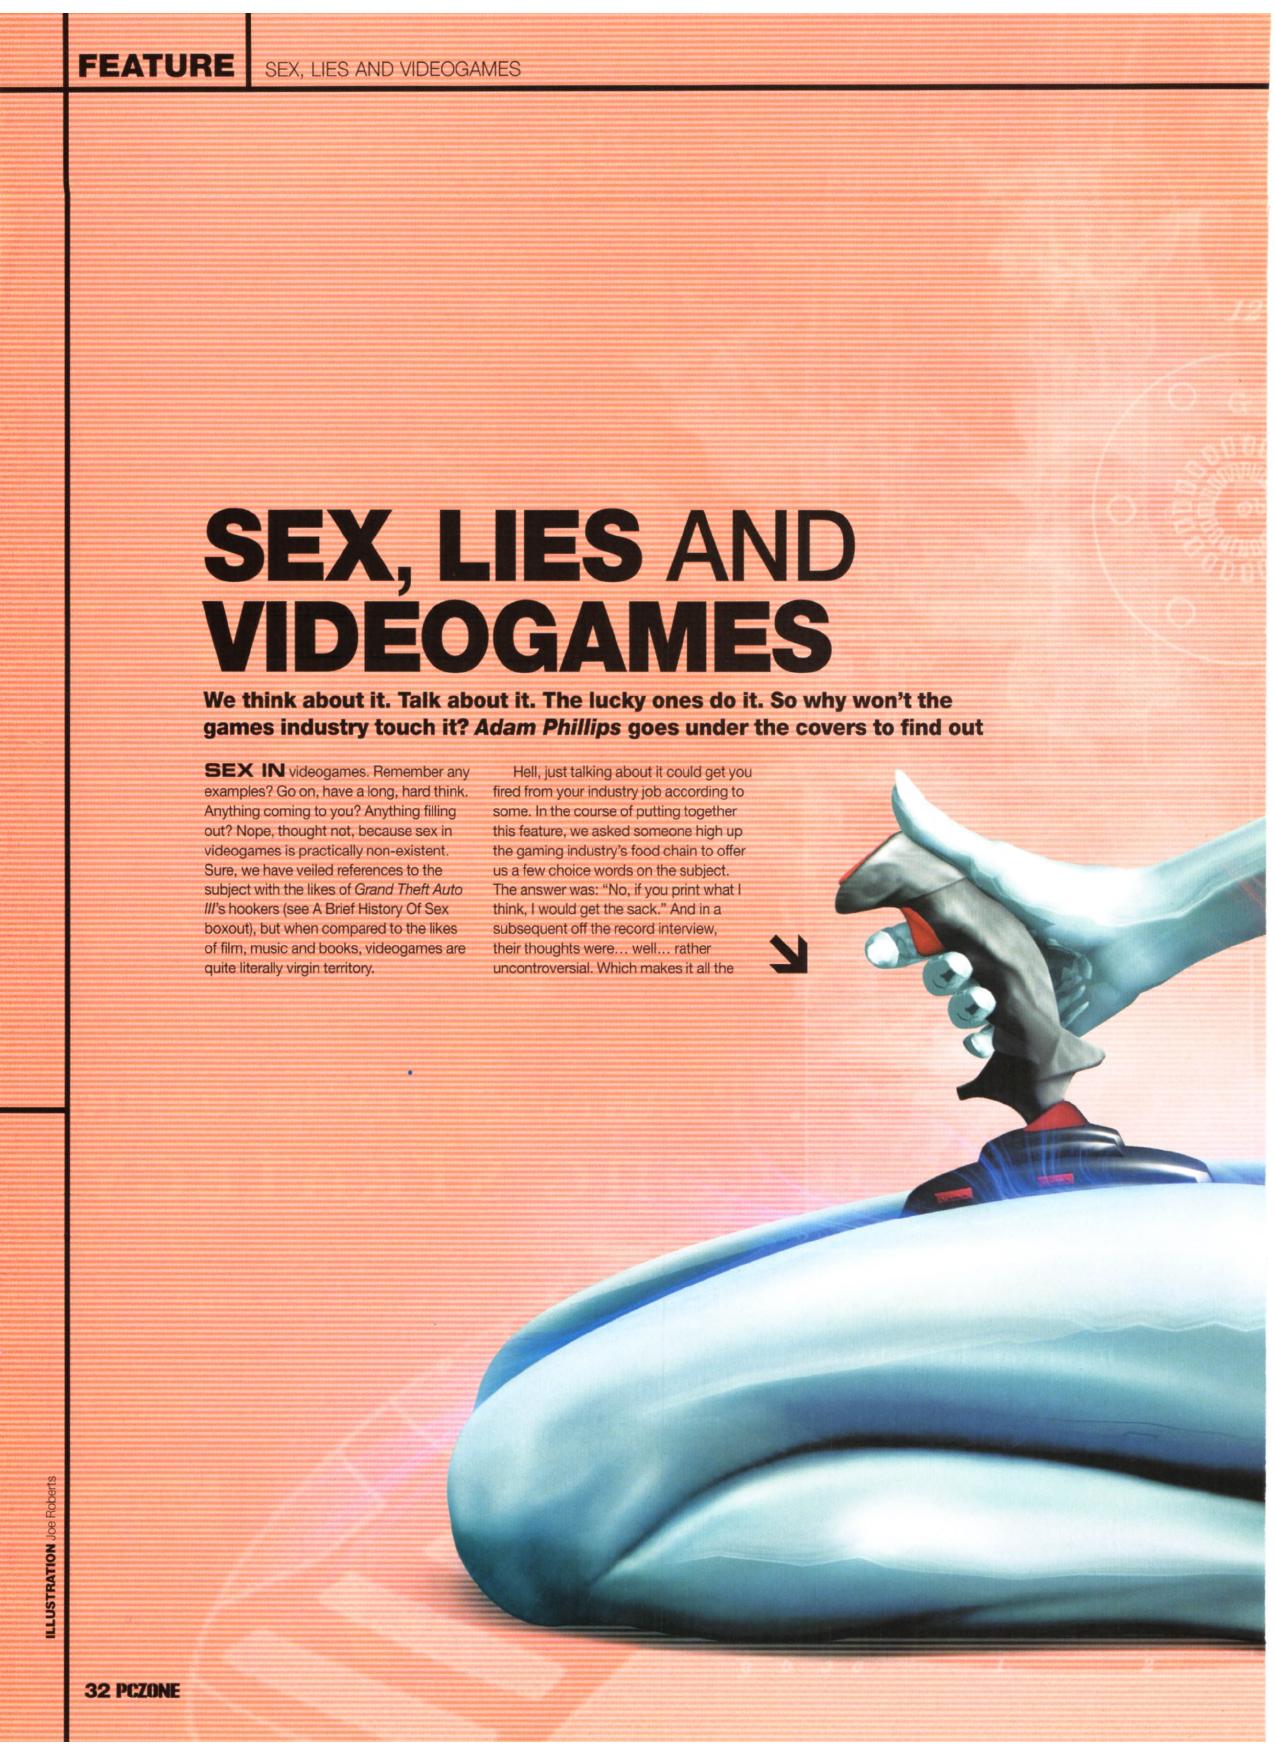 FEATURE
SEX, LIES AND VIDEOGAMES
SEX, LIES AND
VIDEOGAMES
We think about it. Talk about it. The lucky ones do it. So why won't the
games industry touch it? Adam Phillips goes under the covers to find out
SEX IN videogames. Remember any
examples? Go on, have a long, hard think.
Anything coming to you? Anything filling
out? Nope, thought not, because sex in
videogames is practically non-existent.
Sure, we have veiled references to the
subject with the likes of Grand Theft Auto
III's hookers (see A Brief History Of Sex
boxout), but when compared to the likes
of film, music and books, videogames are
quite literally virgin territory.
Hell, just talking about it could get you
fired from your industry job according to
some. In the course of putting together
this feature, we asked someone high up
the gaming industry's food chain to offer
us a few choice words on the subject.
The answer was: "No, if you print what I
think, I would get the sack." And in a
subsequent off the record interview,
their thoughts were... well... rather
uncontroversial. Which makes it all the
12
G
ILLUSTRATION Joe Roberts
32 PCZONE